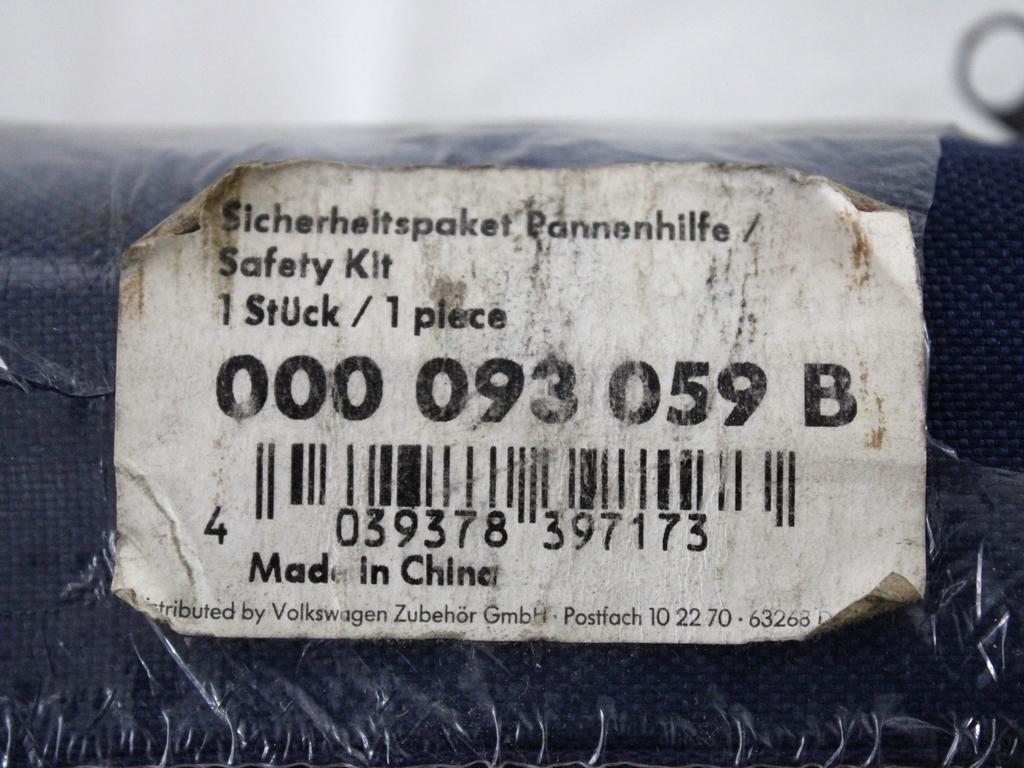 Sicherheitspaket Pannenhilfe /
Safety Kit
1 Stück / 1 piece
000 093 059 B
4 039378 397173
Made in China
Distributed by Volkswagen Zubehör GmbH · Postfach 10 22 70 · 63268